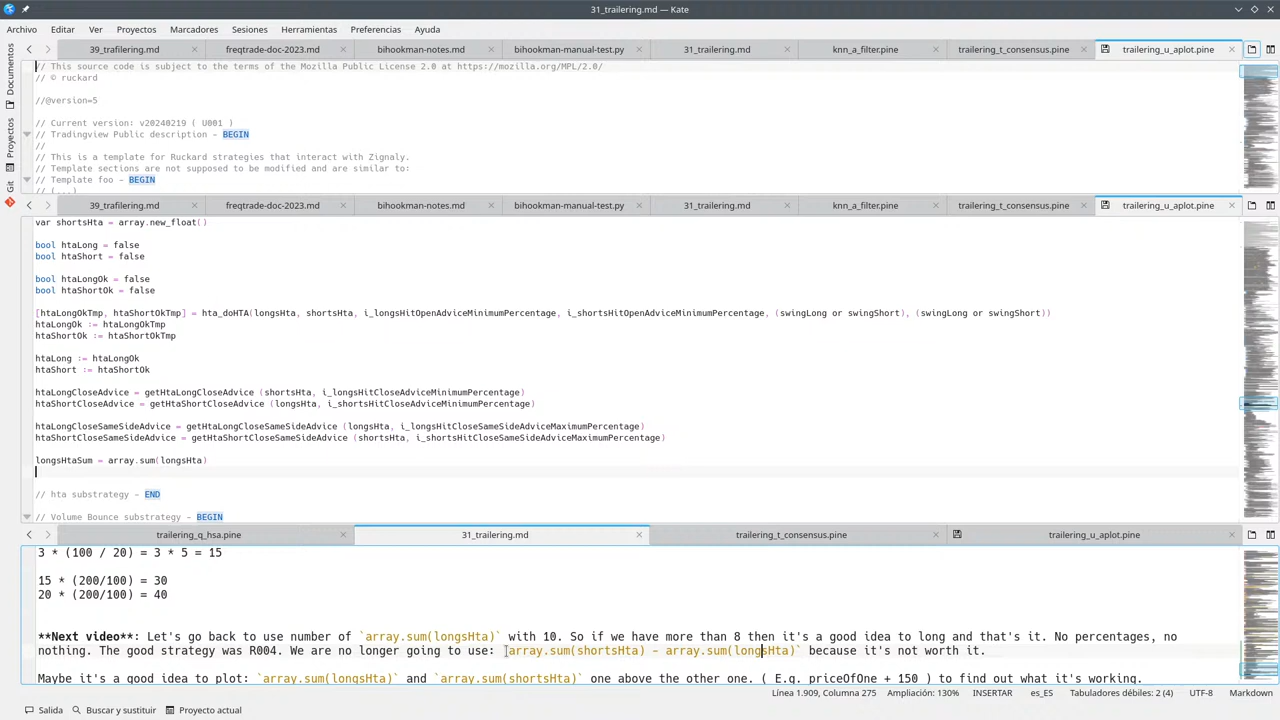 31_trailering.md — Kate
Archivo Editar Ver Proyectos Marcadores Sesiones Herramientas Preferencias Ayuda
39_trafilering.md freqtrade-doc-2023.md bihookman-notes.md bihookman-manual-test.py 31_trailering.md knn_a_filter.pine trailering_t_consensus.pine trailering_u_aplot.pine
Documentos
Proyectos
Git
// This source code is subject to the terms of the Mozilla Public License 2.0 at https://mozilla.org/MPL/2.0/
// © ruckard
//@version=5
// Current version: v20240219 ( U001 )
// Tradingview Public description - BEGIN
//
// This is a template for Ruckard strategies that interact with Zignaly.
// Template sections are not supposed to be modified and are similar to:
// Template foo - BEGIN
// (...)
39_trafilering.md freqtrade-doc-2023.md bihookman-notes.md bihookman-manual-test.py 31_trailering.md knn_a_filter.pine trailering_t_consensus.pine trailering_u_aplot.pine
var shortsHta = array.new_float()
bool htaLong = false
bool htaShort = false
bool htaLongOk = false
bool htaShortOk = false
[htaLongOkTmp, htaShortOkTmp] = hta_doHTA(longsHta, shortsHta, i_longsHitOpenAdviceMinimumPercentage, i_shortsHitOpenAdviceMinimumPercentage, (swingLong or swingShort), (swingLong or swingShort))
htaLongOk := htaLongOkTmp
htaShortOk := htaShortOkTmp
htaLong := htaLongOk
htaShort := htaShortOk
htaLongCloseAdvice = getHtaLongCloseAdvice (shortsHta, i_longsHitCloseAdviceMinimumPercentage)
htaShortCloseAdvice = getHtaShortCloseAdvice (longsHta, i_shortsHitCloseAdviceMinimumPercentage)
htaLongCloseSameSideAdvice = getHtaLongCloseSameSideAdvice (longsHta, i_longsHitCloseSameSideAdviceMaximumPercentage)
htaShortCloseSameSideAdvice = getHtaShortCloseSameSideAdvice (shortsHta, i_shortsHitCloseSameSideAdviceMaximumPercentage)
longsHtaSum = array.sum(longsHta)
// hta substrategy - END
// Volume Bounce substrategy - BEGIN
trailering_q_hsa.pine 31_trailering.md trailering_t_consensus.pine trailering_u_aplot.pine
3 * (100 / 20) = 3 * 5 = 15
15 * (200/100) = 30
20 * (200/100) = 40
**Next video**: Let's go back to use number of `array.sum(longsHta)` with so as if we have more than so then it's a good idea to long and that's it. No percentages,
nothing. The good strategy was R004. We are no longer going to use: `array.sum shortsHta) - array.sum(longsHta)` because it's not worth it.
Maybe it's a good idea to plot: `array.sum(longsHta)` and `array.sum(shortsHta)` one above the other one. ( E.g. periodOfOne + 150 ) to find out what it's working.
Línea 1.90 Columna 275 Ampliación: 130% INSERTAR es_ES Tabuladores débiles: 2 (4) UTF-8 Markdown
Salida Buscar y sustituir Proyecto actual